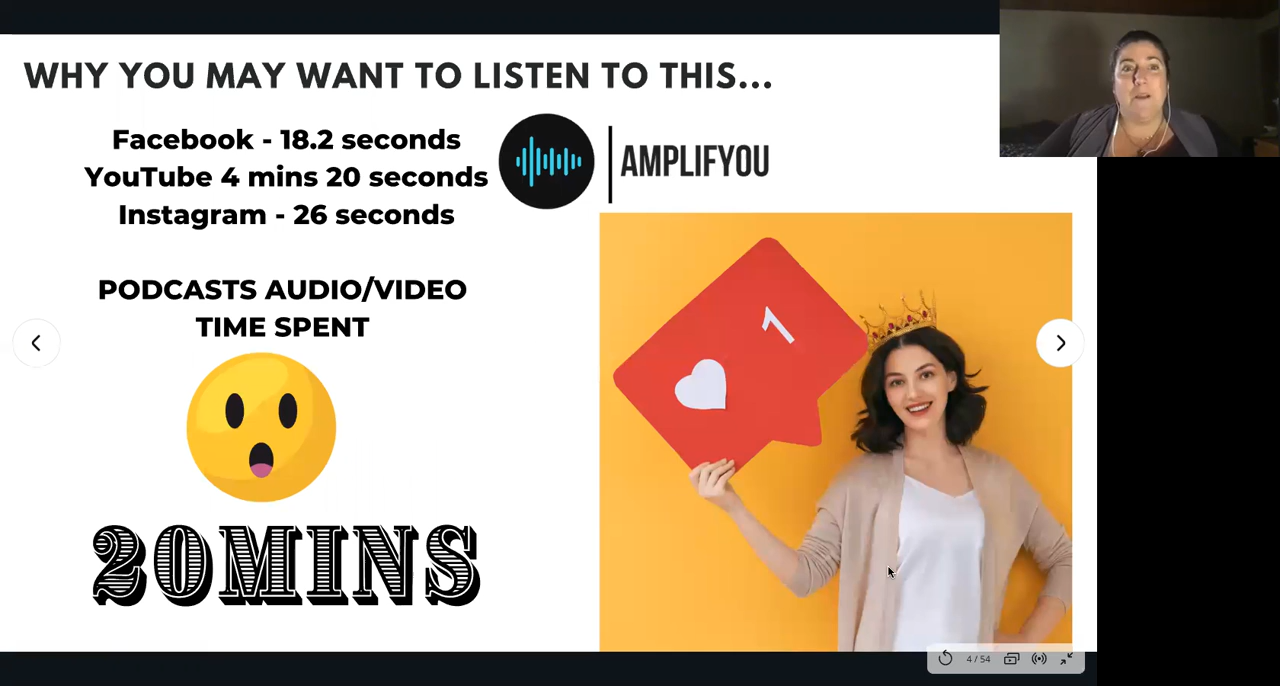 WHY YOU MAY WANT TO LISTEN TO THIS...
Facebook - 18.2 seconds
YouTube 4 mins 20 seconds
Instagram - 26 seconds
AMPLIFYOU
PODCASTS AUDIO/VIDEO
TIME SPENT
1
20MINS
4 / 54